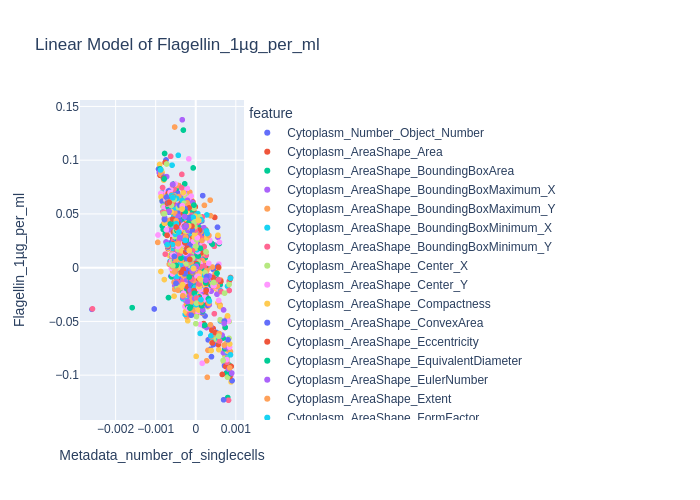 Linear Model of Flagellin_1µg_per_ml
0.15
0.1
0.05
0
−0.05
−0.1
Flagellin_1µg_per_ml
−0.002
−0.001
0
0.001
Metadata_number_of_singlecells
feature
Cytoplasm_Number_Object_Number
Cytoplasm_AreaShape_Area
Cytoplasm_AreaShape_BoundingBoxArea
Cytoplasm_AreaShape_BoundingBoxMaximum_X
Cytoplasm_AreaShape_BoundingBoxMaximum_Y
Cytoplasm_AreaShape_BoundingBoxMinimum_X
Cytoplasm_AreaShape_BoundingBoxMinimum_Y
Cytoplasm_AreaShape_Center_X
Cytoplasm_AreaShape_Center_Y
Cytoplasm_AreaShape_Compactness
Cytoplasm_AreaShape_ConvexArea
Cytoplasm_AreaShape_Eccentricity
Cytoplasm_AreaShape_EquivalentDiameter
Cytoplasm_AreaShape_EulerNumber
Cytoplasm_AreaShape_Extent
Cytoplasm_AreaShape_FormFactor